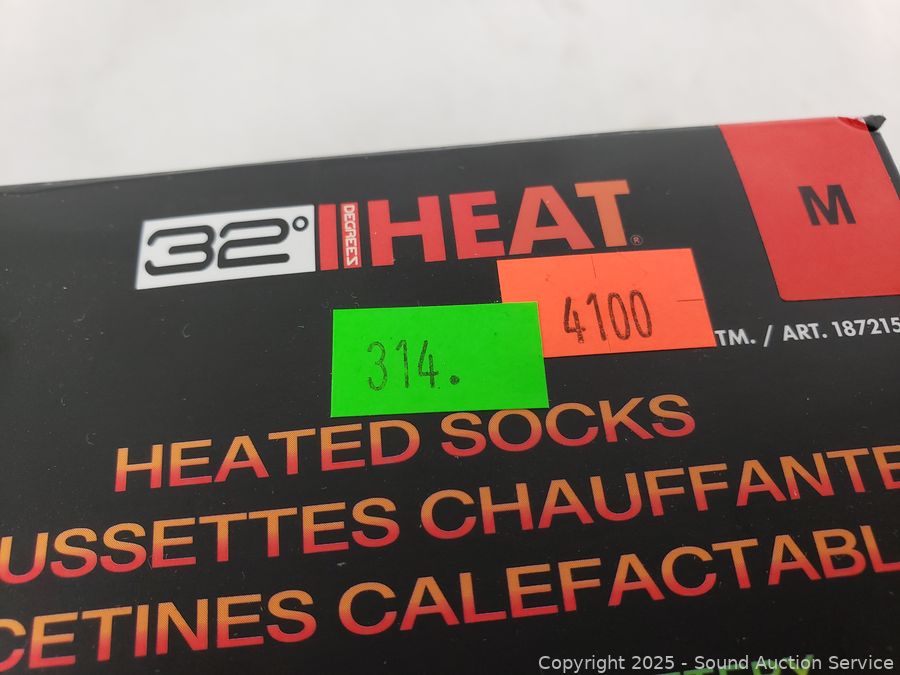 32° DEGREES HEAT®
M
4100
314.
TM. / ART. 187215
HEATED SOCKS
USSETTES CHAUFFANTE
CETINES CALEFACTABL
Copyright 2025 - Sound Auction Service